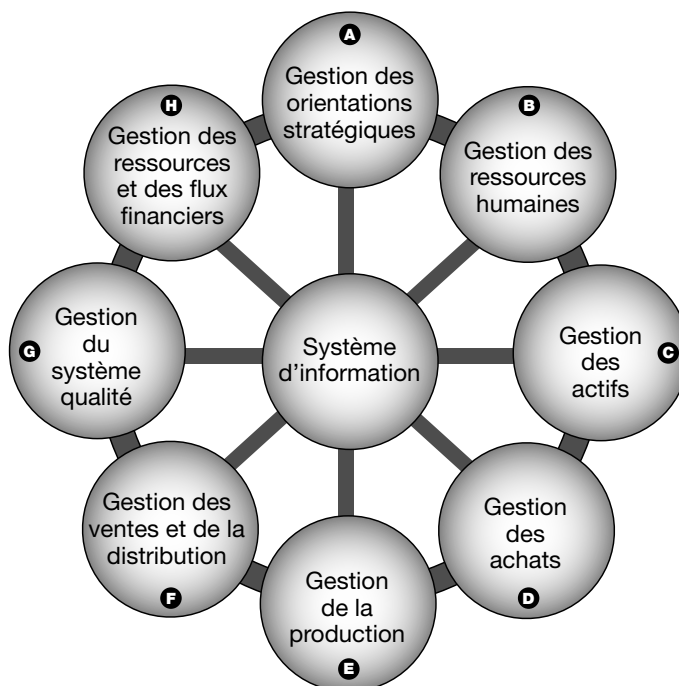 A
Gestion des
orientations
stratégiques
B
Gestion des
ressources
humaines
C
Gestion
des
actifs
D
Gestion
des
achats
E
Gestion
de la
production
F
Gestion des
ventes et de la
distribution
G
Gestion
du
système
qualité
H
Gestion des
ressources
et des flux
financiers
Système
d'information